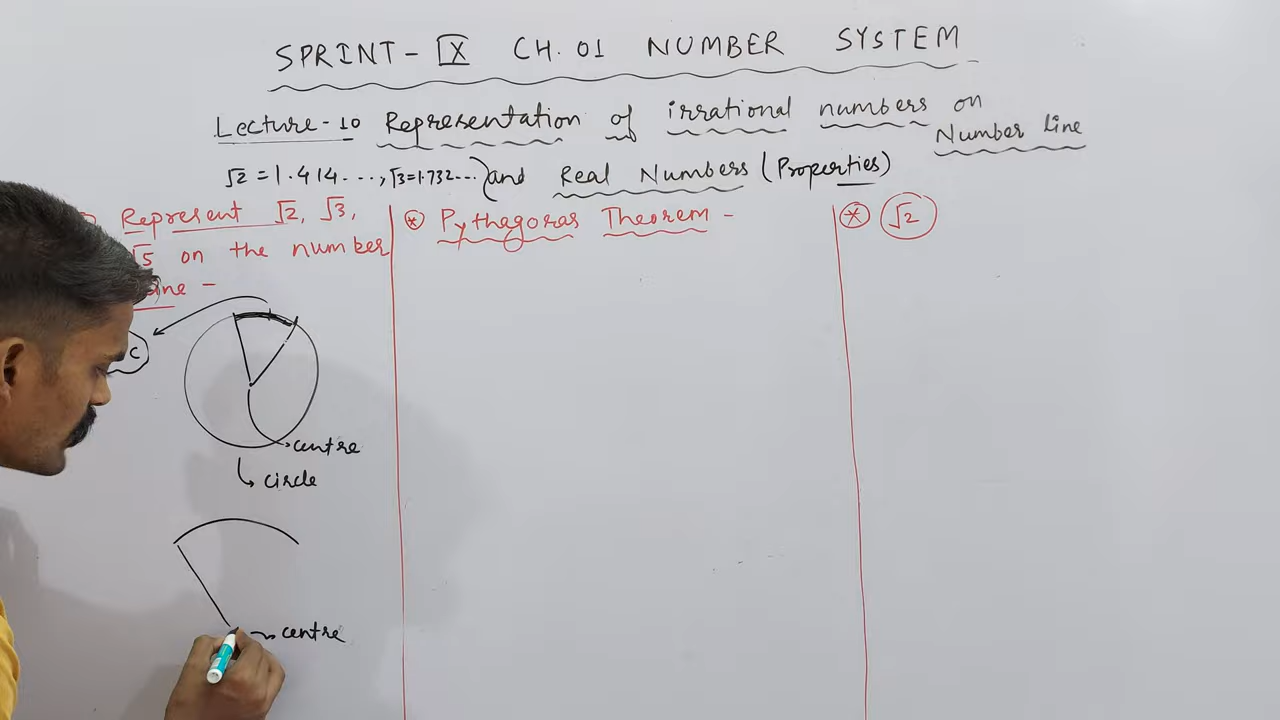 SPRINT-IX CH.01 NUMBER SYSTEM
Lecture-10 Representation of irrational numbers on
Number line
√2 = 1.414...., √3=1.732...) and Real Numbers (Properties)
Represent √2, √3,
√5 on the number
line -
* Pythagoras Theorem -
* √2
C
centre
circle
centre